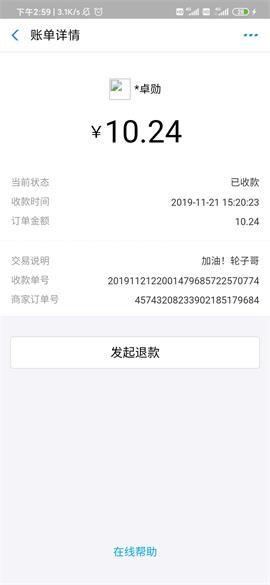 下午2:59 | 3.1K/s
账单详情
*卓勋
¥10.24
当前状态 已收款
收款时间 2019-11-21 15:20:23
订单金额 10.24
交易说明 加油！轮子哥
收款单号 20191121220014796857225707​74
商家订单号 45743208233902185179684
发起退款
在线帮助